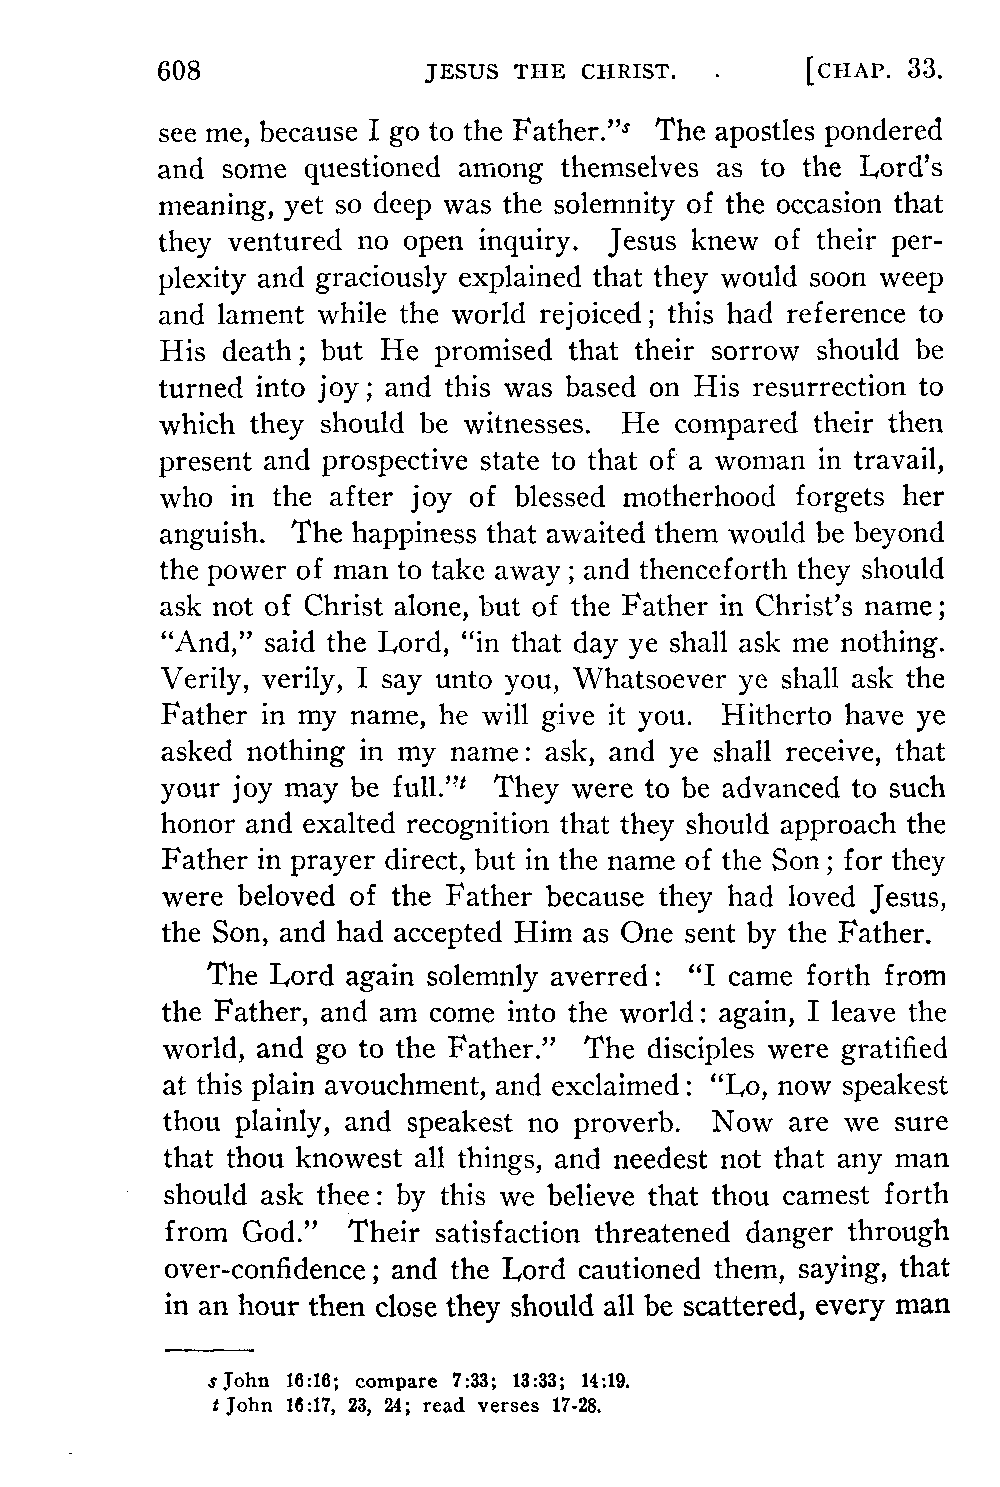 608 JESUS THE CHRIST. [CHAP. 33.
see me, because I go to the Father."s The apostles pondered
and some questioned among themselves as to the Lord's
meaning, yet so deep was the solemnity of the occasion that
they ventured no open inquiry. Jesus knew of their per-
plexity and graciously explained that they would soon weep
and lament while the world rejoiced; this had reference to
His death; but He promised that their sorrow should be
turned into joy; and this was based on His resurrection to
which they should be witnesses. He compared their then
present and prospective state to that of a woman in travail,
who in the after joy of blessed motherhood forgets her
anguish. The happiness that awaited them would be beyond
the power of man to take away; and thenceforth they should
ask not of Christ alone, but of the Father in Christ's name;
"And," said the Lord, "in that day ye shall ask me nothing.
Verily, verily, I say unto you, Whatsoever ye shall ask the
Father in my name, he will give it you. Hitherto have ye
asked nothing in my name: ask, and ye shall receive, that
your joy may be full."t They were to be advanced to such
honor and exalted recognition that they should approach the
Father in prayer direct, but in the name of the Son; for they
were beloved of the Father because they had loved Jesus,
the Son, and had accepted Him as One sent by the Father.
The Lord again solemnly averred: "I came forth from
the Father, and am come into the world: again, I leave the
world, and go to the Father." The disciples were gratified
at this plain avouchment, and exclaimed: "Lo, now speakest
thou plainly, and speakest no proverb. Now are we sure
that thou knowest all things, and needest not that any man
should ask thee: by this we believe that thou camest forth
from God." Their satisfaction threatened danger through
over-confidence; and the Lord cautioned them, saying, that
in an hour then close they should all be scattered, every man
s John 16:16; compare 7:33; 13:33; 14:19.
t John 16:17, 23, 24; read verses 17-28.